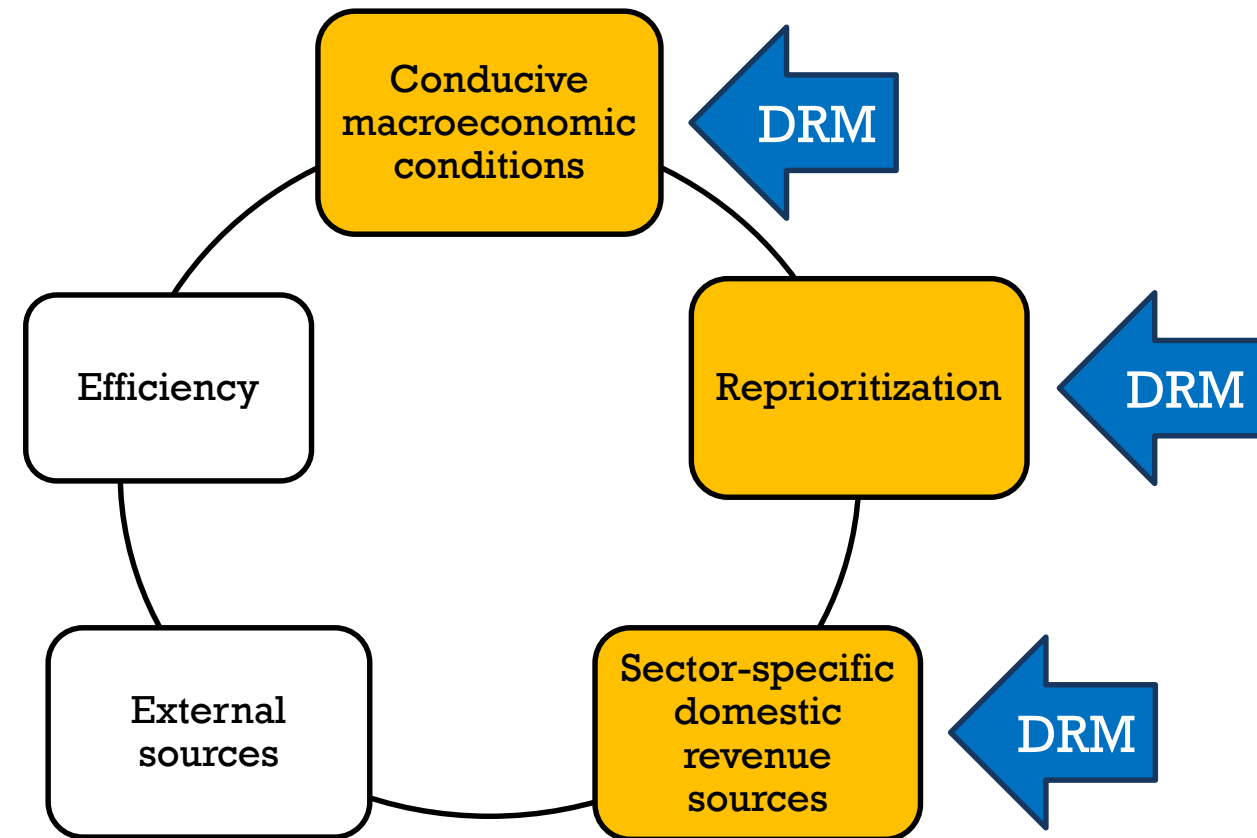 Conducive
macroeconomic
conditions
DRM
Efficiency
Reprioritization
DRM
External
sources
Sector-specific
domestic
revenue
sources
DRM